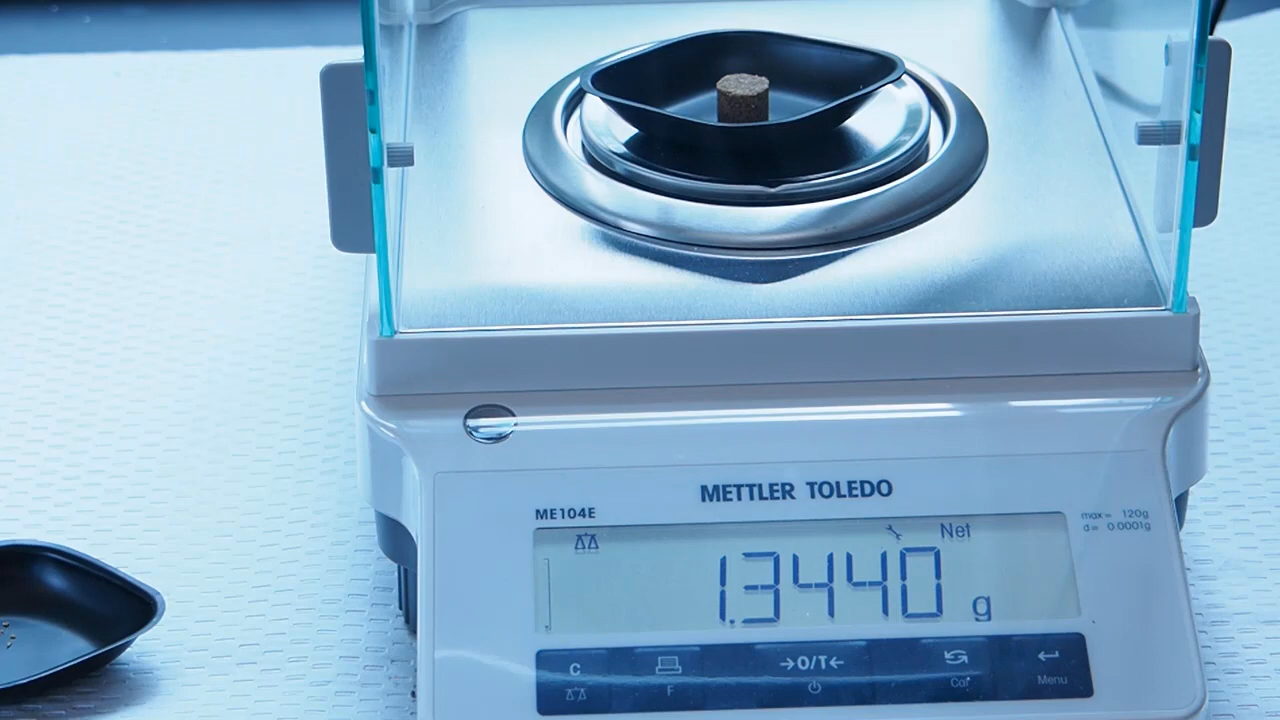 METTLER TOLEDO
ME104E
max= 120g
d= 0.0001g
Net
1.3440 g
C
→0/T←
F
Cal
Menu